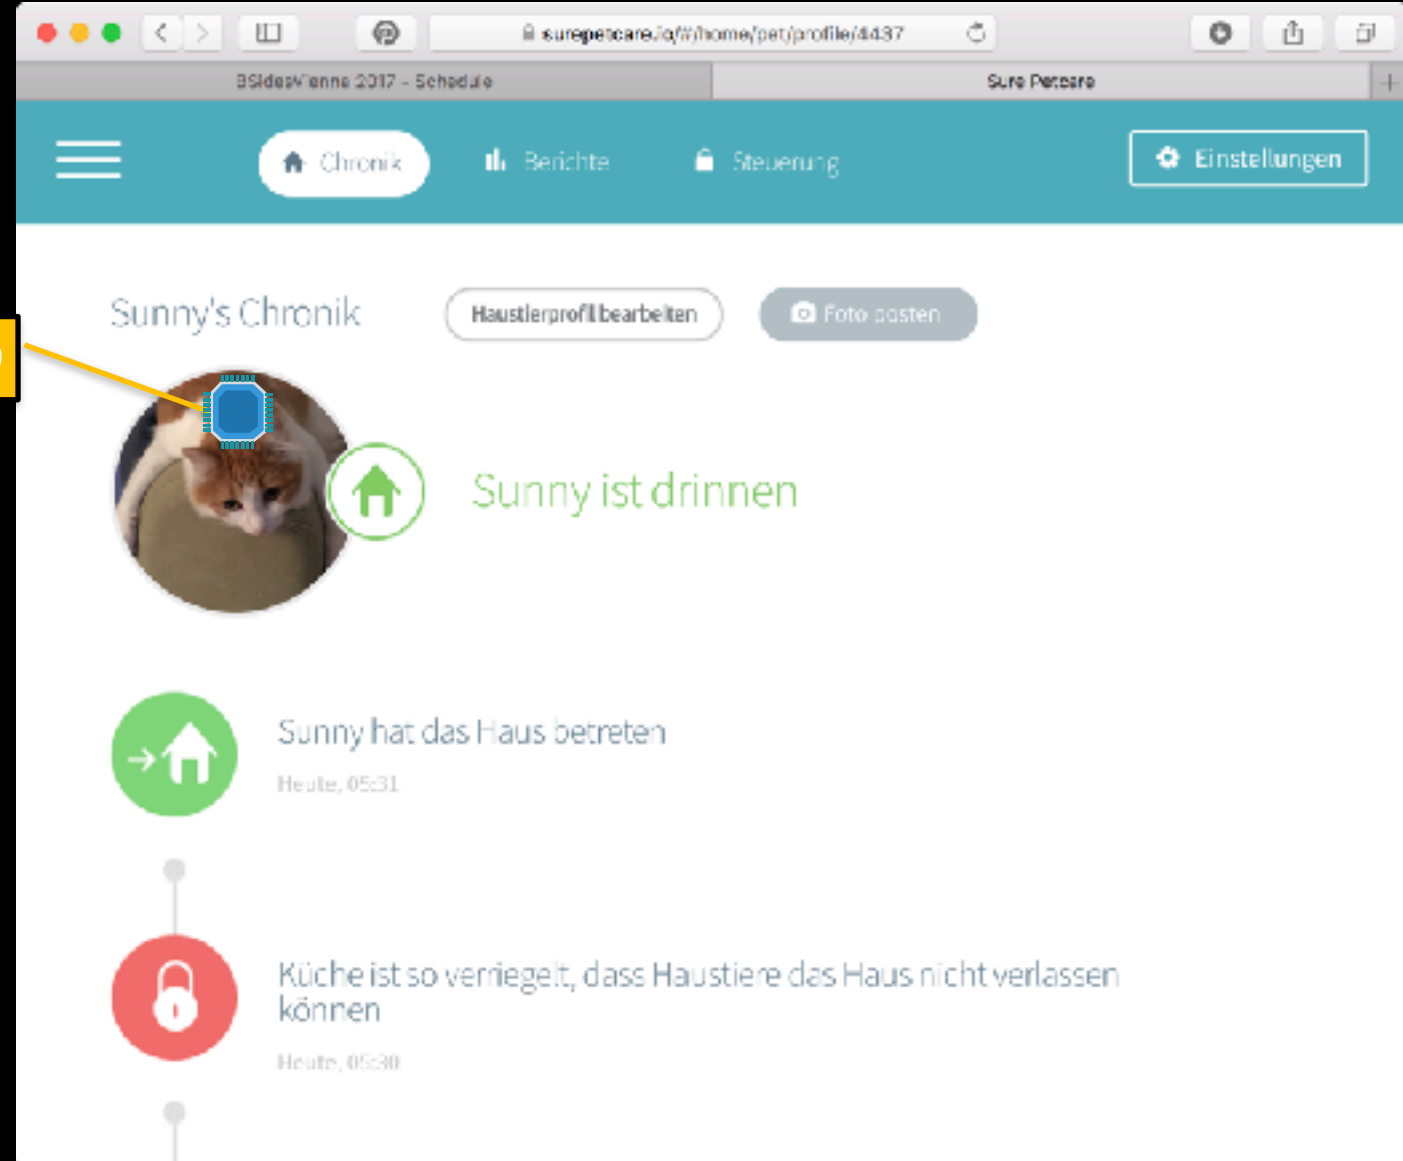 surepetcare.io/#/home/pet/profile/4437
BSidesVienna 2017 - Schedule
Sure Petcare
Chronik
Berichte
Steuerung
Einstellungen
Sunny's Chronik
Haustierprofil bearbeiten
Foto posten
Sunny ist drinnen
Sunny hat das Haus betreten
Heute, 05:31
Küche ist so verriegelt, dass Haustiere das Haus nicht verlassen
können
Heute, 05:30